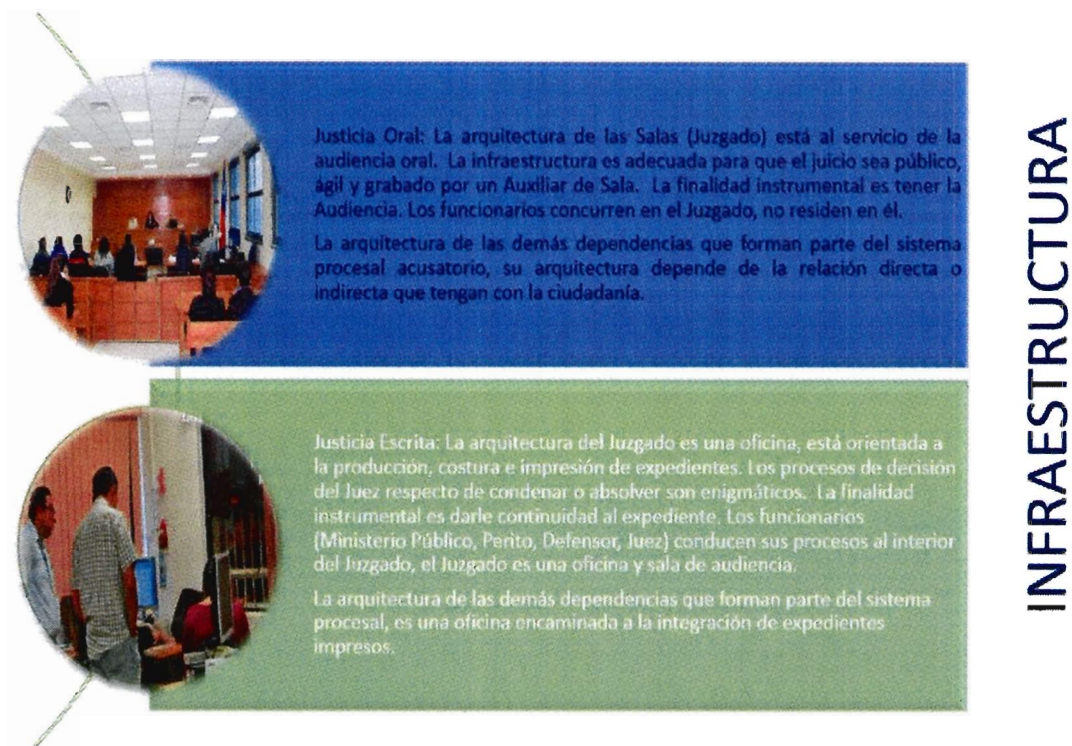 Justicia Oral: La arquitectura de las Salas (Juzgado) está al servicio de la
audiencia oral. La infraestructura es adecuada para que el juicio sea público,
ágil y grabado por un Auxiliar de Sala. La finalidad instrumental es tener la
Audiencia. Los funcionarios concurren en el Juzgado, no residen en él.
La arquitectura de las demás dependencias que forman parte del sistema
procesal acusatorio, su arquitectura depende de la relación directa o
indirecta que tengan con la ciudadanía.
Justicia Escrita: La arquitectura del Juzgado es una oficina, está orientada a
la producción, costura e impresión de expedientes. Los procesos de decisión
del Juez respecto de condenar o absolver son enigmáticos. La finalidad
instrumental es darle continuidad al expediente. Los funcionarios
(Ministerio Público, Perito, Defensor, Juez) conducen sus procesos al interior
del Juzgado, el Juzgado es una oficina y sala de audiencia.
La arquitectura de las demás dependencias que forman parte del sistema
procesal, es una oficina encaminada a la integración de expedientes
impresos.
INFRAESTRUCTURA